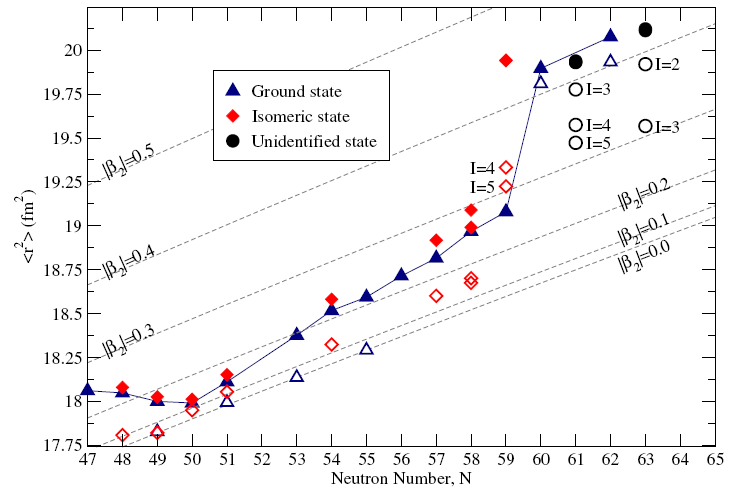 20
19.75
19.5
19.25
19
18.75
18.5
18.25
18
17.75
<r²> (fm²)
Ground state
Isomeric state
Unidentified state
|β₂|=0.5
|β₂|=0.4
|β₂|=0.3
|β₂|=0.2
|β₂|=0.1
|β₂|=0.0
I=4
I=5
I=2
I=3
I=3
I=4
I=5
47 48 49 50 51 52 53 54 55 56 57 58 59 60 61 62 63 64 65
Neutron Number, N